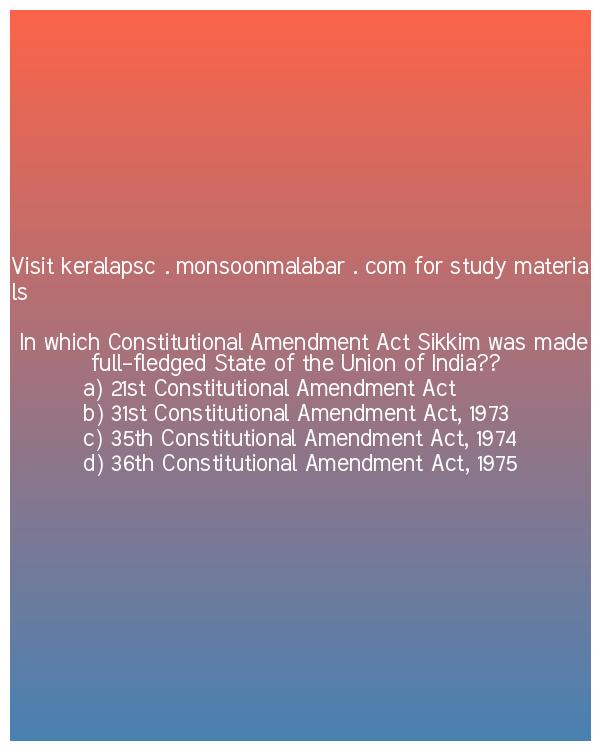 Visit keralapsc . monsoonmalabar . com for study materia
ls
In which Constitutional Amendment Act Sikkim was made
full-fledged State of the Union of India??
a) 21st Constitutional Amendment Act
b) 31st Constitutional Amendment Act, 1973
c) 35th Constitutional Amendment Act, 1974
d) 36th Constitutional Amendment Act, 1975